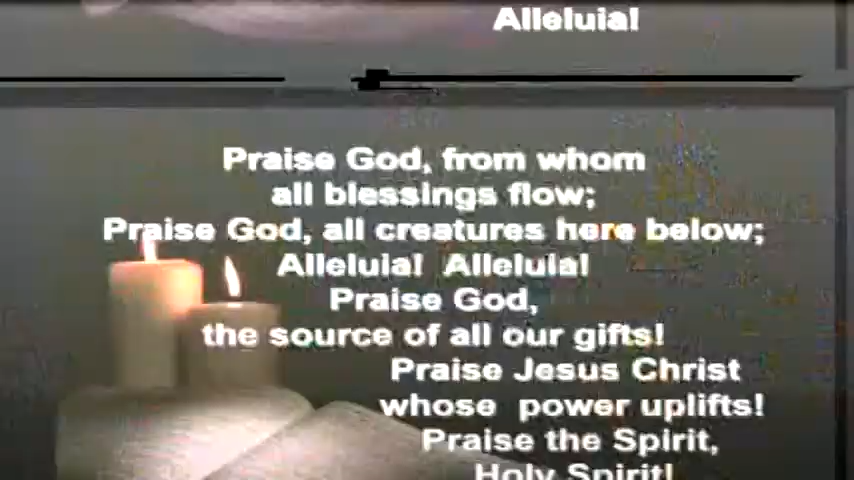 Alleluia!
Praise God, from whom
all blessings flow;
Praise God, all creatures here below;
Alleluia!  Alleluia!
Praise God,
the source of all our gifts!
Praise Jesus Christ
whose  power uplifts!
Praise the Spirit,
Holy Spirit!